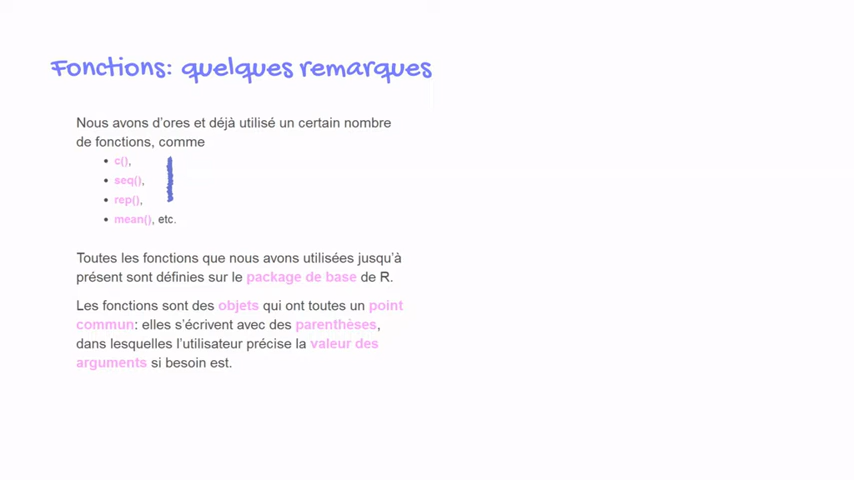 Fonctions: quelques remarques
Nous avons d'ores et déjà utilisé un certain nombre
de fonctions, comme
• c(),
• seq(),
• rep(),
• mean(), etc.
Toutes les fonctions que nous avons utilisées jusqu'à
présent sont définies sur le package de base de R.
Les fonctions sont des objets qui ont toutes un point
commun: elles s'écrivent avec des parenthèses,
dans lesquelles l'utilisateur précise la valeur des
arguments si besoin est.